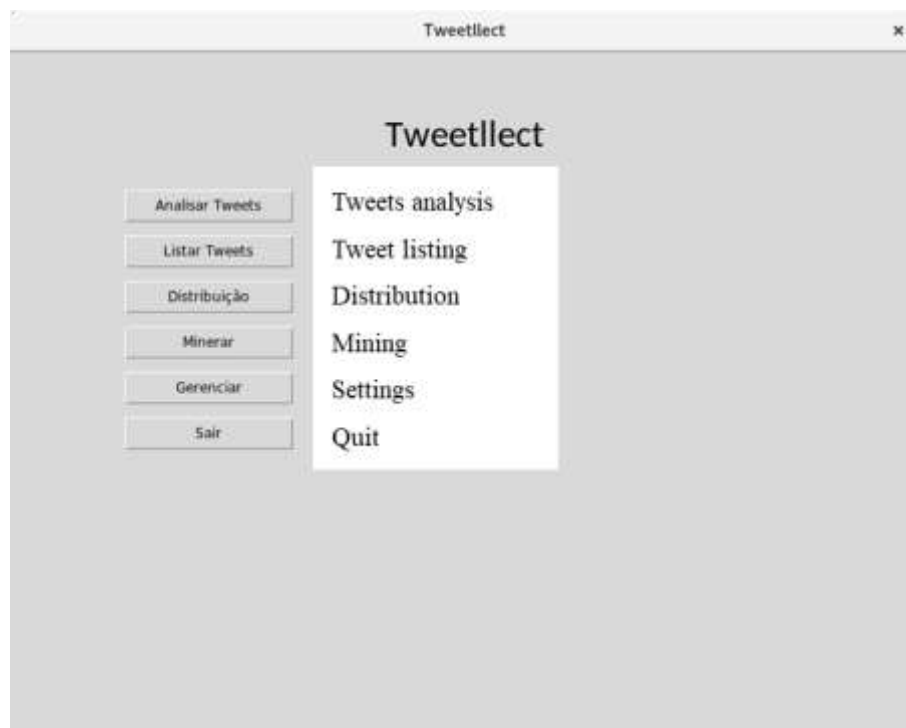 Tweetllect
×
Tweetllect
Analisar Tweets Tweets analysis
Listar Tweets Tweet listing
Distribuição Distribution
Minerar Mining
Gerenciar Settings
Sair Quit